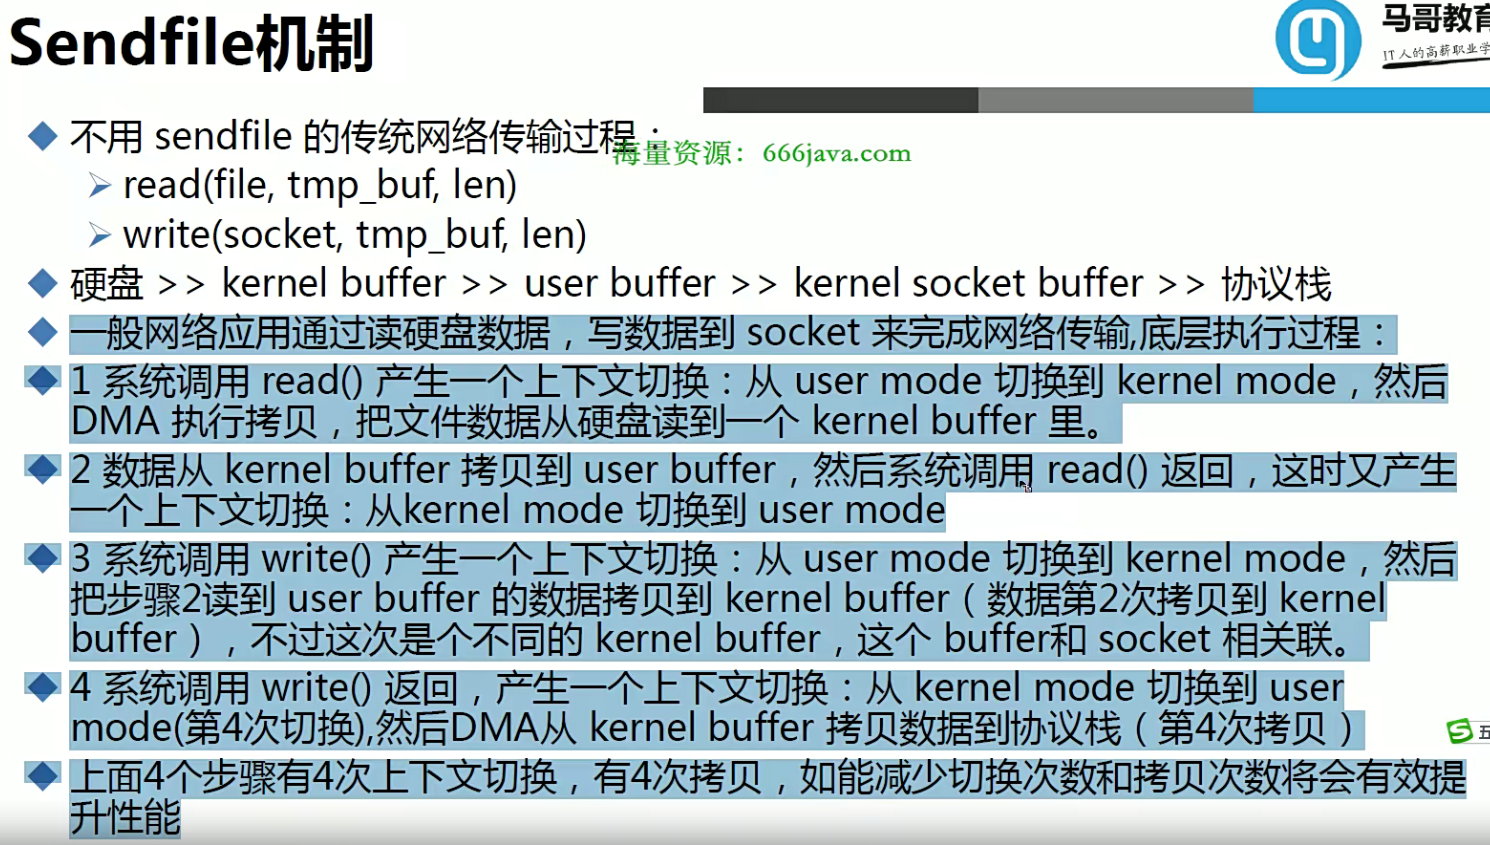 Sendfile机制
马哥教育
IT人的高薪职业学
不用 sendfile 的传统网络传输过程：
海量资源：666java.com
read(file, tmp_buf, len)
write(socket, tmp_buf, len)
硬盘 >> kernel buffer >> user buffer >> kernel socket buffer >> 协议栈
一般网络应用通过读硬盘数据，写数据到 socket 来完成网络传输,底层执行过程：
1 系统调用 read() 产生一个上下文切换：从 user mode 切换到 kernel mode，然后
DMA 执行拷贝，把文件数据从硬盘读到一个 kernel buffer 里。
2 数据从 kernel buffer 拷贝到 user buffer，然后系统调用 read() 返回，这时又产生
一个上下文切换：从kernel mode 切换到 user mode
3 系统调用 write() 产生一个上下文切换：从 user mode 切换到 kernel mode，然后
把步骤2读到 user buffer 的数据拷贝到 kernel buffer（数据第2次拷贝到 kernel
buffer），不过这次是个不同的 kernel buffer，这个 buffer和 socket 相关联。
4 系统调用 write() 返回，产生一个上下文切换：从 kernel mode 切换到 user
mode(第4次切换),然后DMA从 kernel buffer 拷贝数据到协议栈（第4次拷贝）
五
上面4个步骤有4次上下文切换，有4次拷贝，如能减少切换次数和拷贝次数将会有效提
升性能